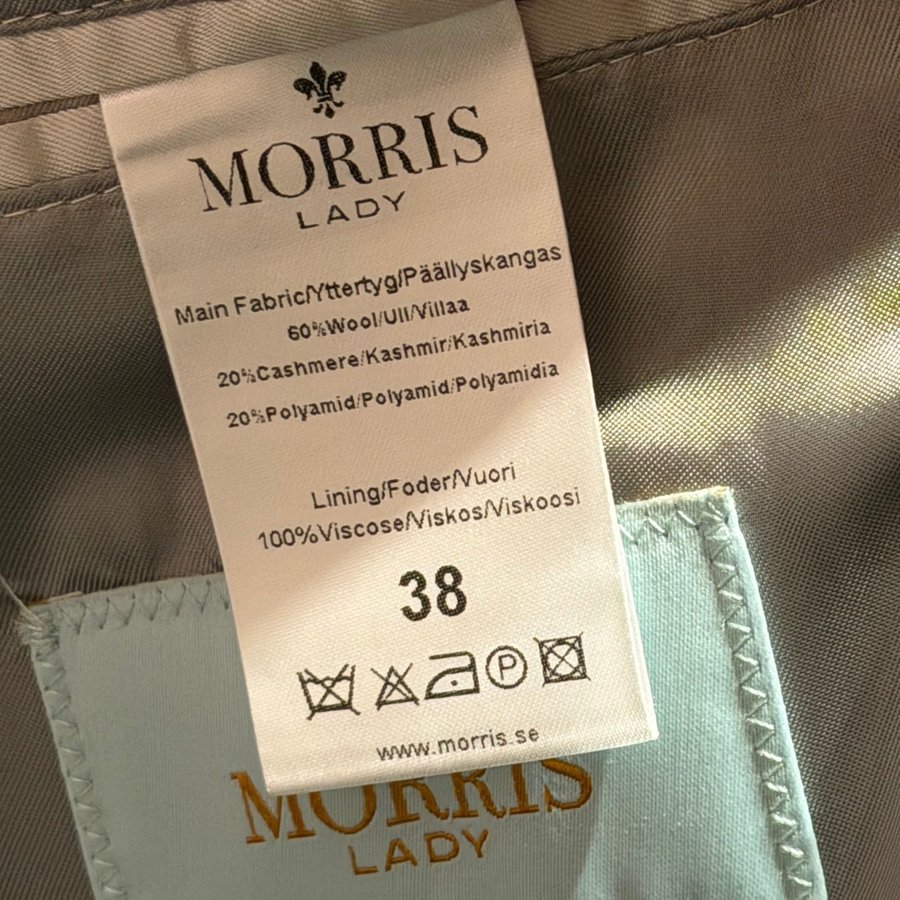 MORRIS
LADY
Main Fabric/Yttertyg/Päällyskangas
60%Wool/Ull/Villaa
20%Cashmere/Kashmir/Kashmiria
20%Polyamid/Polyamid/Polyamidia
Lining/Foder/Vuori
100%Viscose/Viskos/Viskoosi
38
P
www.morris.se
MORRIS
LADY